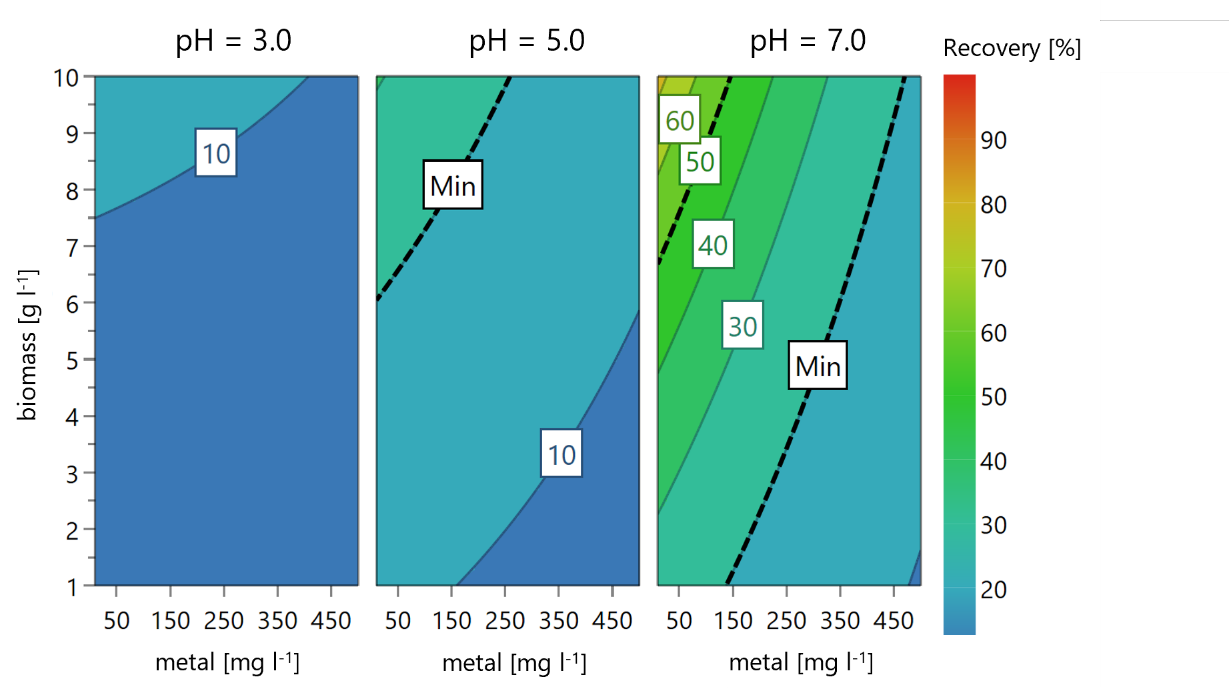 pH = 3.0
pH = 5.0
pH = 7.0
Recovery [%]
biomass [g l⁻¹]
10
9
8
7
6
5
4
3
2
1
10
Min
10
60
50
40
30
Min
90
80
70
60
50
40
30
20
50 150 250 350 450
50 150 250 350 450
50 150 250 350 450
metal [mg l⁻¹]
metal [mg l⁻¹]
metal [mg l⁻¹]